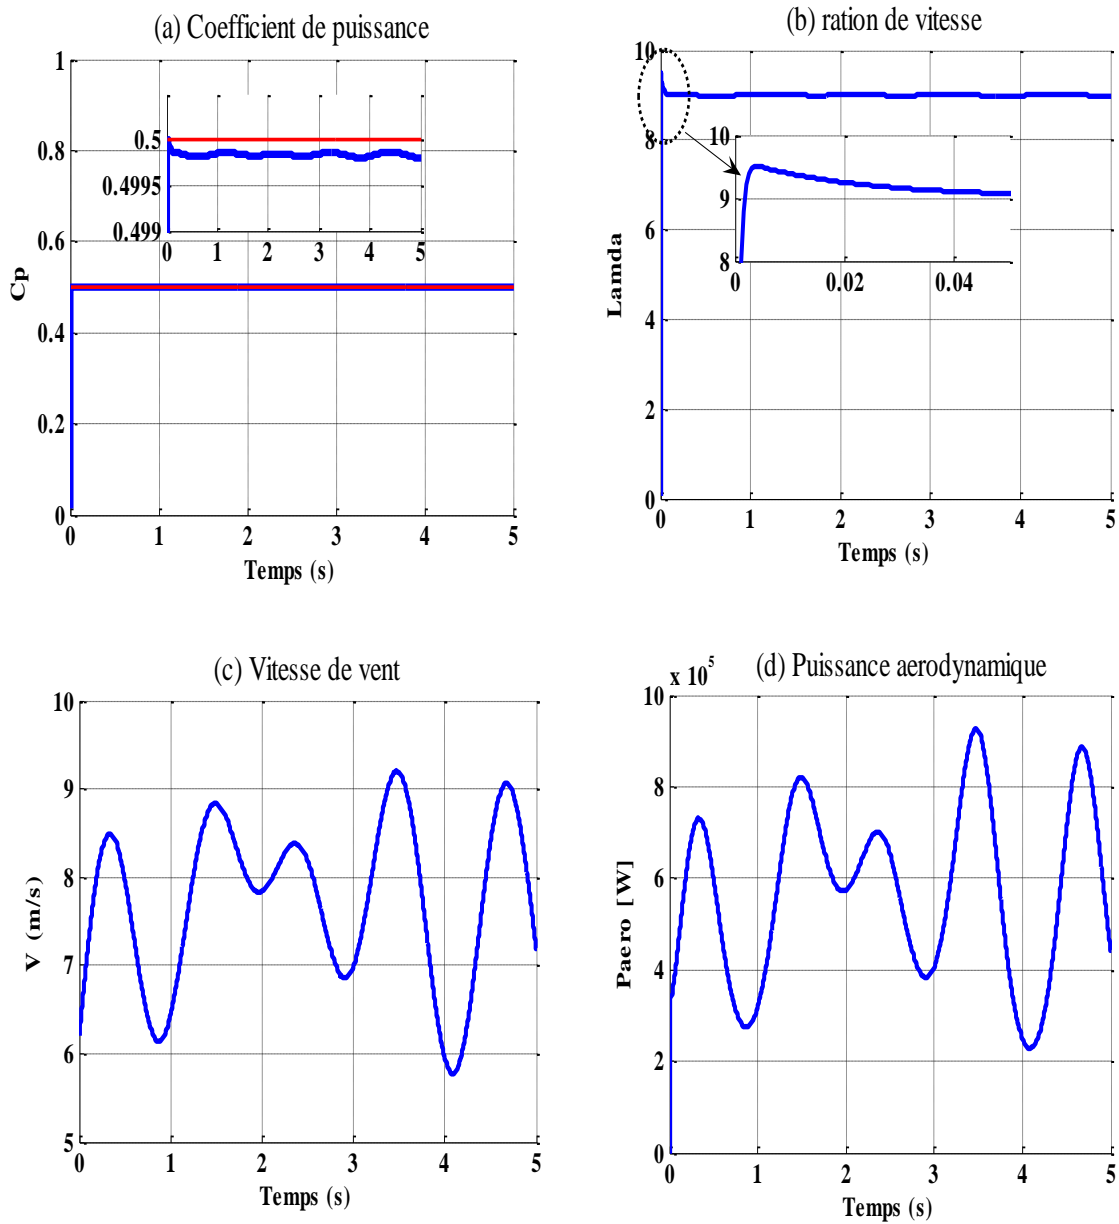 (a) Coefficient de puissance
1
0.8
0.6
0.4
0.2
0
Cp
0.5
0.4995
0.499
0 1 2 3 4 5
0 1 2 3 4 5
Temps (s)
(b) ration de vitesse
10
8
6
4
2
0
Lamda
10
9
8
0 0.02 0.04
0 1 2 3 4 5
Temps (s)
(c) Vitesse de vent
10
9
8
7
6
5
V (m/s)
0 1 2 3 4 5
Temps (s)
x 10^5 (d) Puissance aerodynamique
10
8
6
4
2
0
Paero [W]
0 1 2 3 4 5
Temps (s)